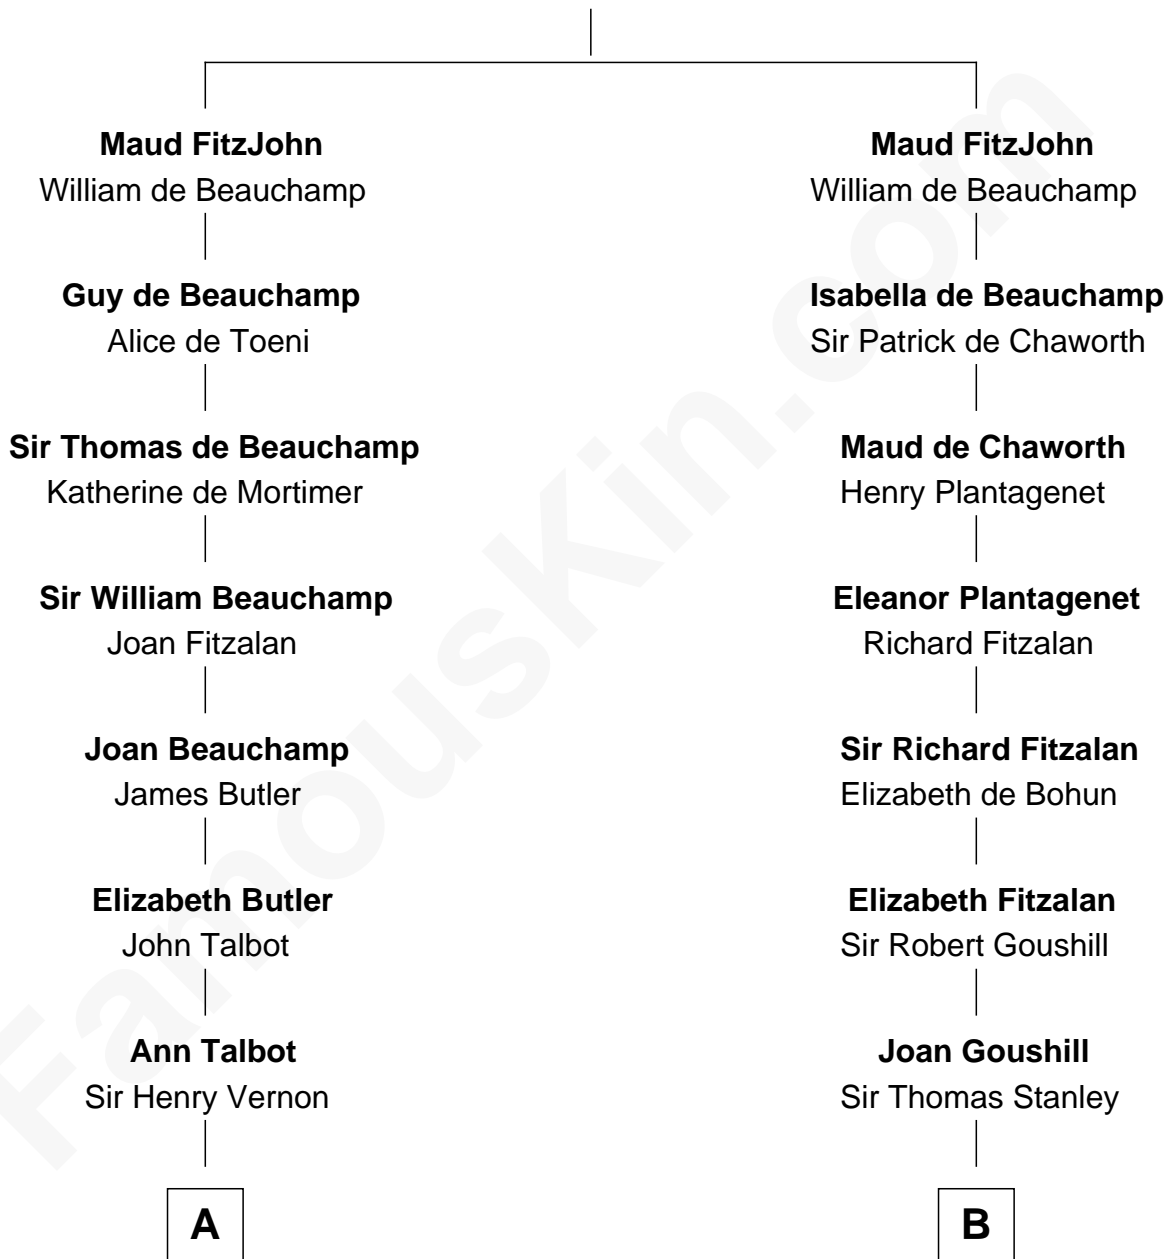 Maud FitzJohn
William de Beauchamp
Maud FitzJohn
William de Beauchamp
Guy de Beauchamp
Alice de Toeni
Isabella de Beauchamp
Sir Patrick de Chaworth
Sir Thomas de Beauchamp
Katherine de Mortimer
Maud de Chaworth
Henry Plantagenet
Sir William Beauchamp
Joan Fitzalan
Eleanor Plantagenet
Richard Fitzalan
Joan Beauchamp
James Butler
Sir Richard Fitzalan
Elizabeth de Bohun
Elizabeth Butler
John Talbot
Elizabeth Fitzalan
Sir Robert Goushill
Ann Talbot
Sir Henry Vernon
Joan Goushill
Sir Thomas Stanley
A
B
FamousKin.com